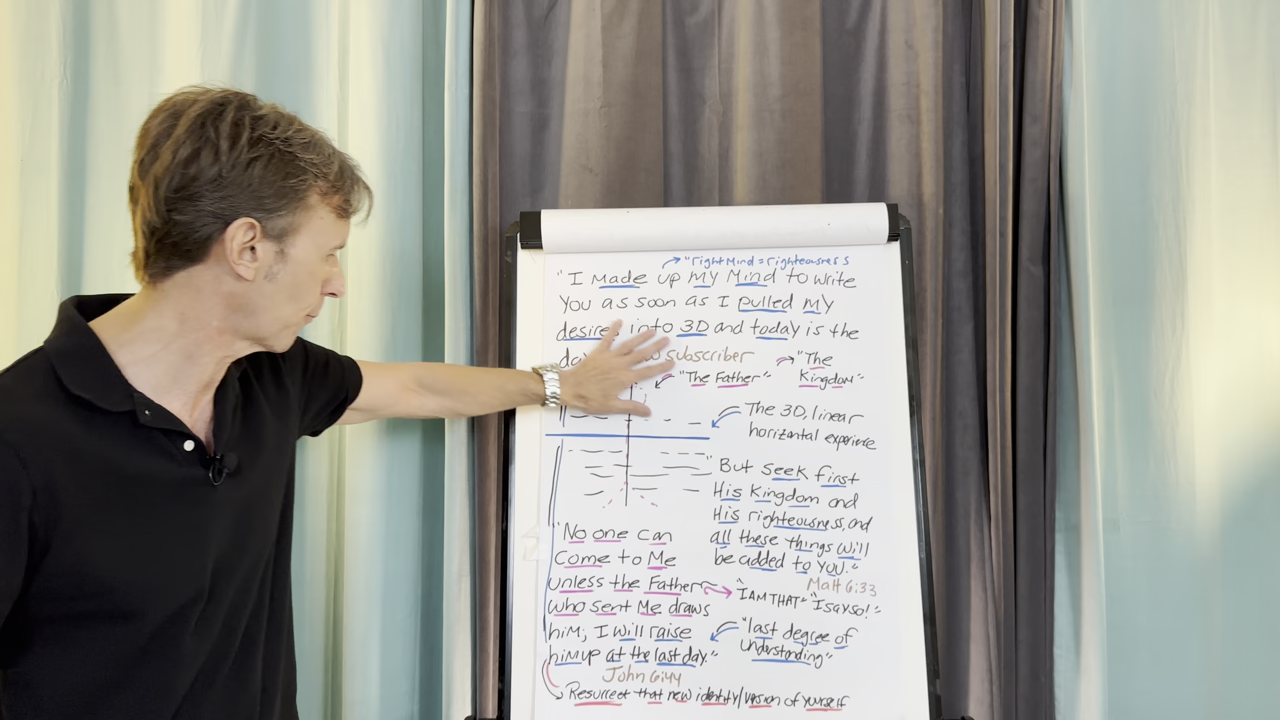 "right Mind = righteousness
"I Made up my Mind to write
You as soon as I pulled my
desires into 3D and today is the
subscriber
"The Father"
"The
Kingdom"
The 3D, linear
horizontal experience
"But seek first
His Kingdom and
His righteousness, and
all these things will
be added to YOU."
Matt 6:33
"No one can
Come to Me
unless the Father
who sent Me draws
him; I will raise
him up at the last day."
John 6:44
"I AM THAT" "I say so!"
"last degree of
Understanding"
Resurrect that new identity/version of yourself